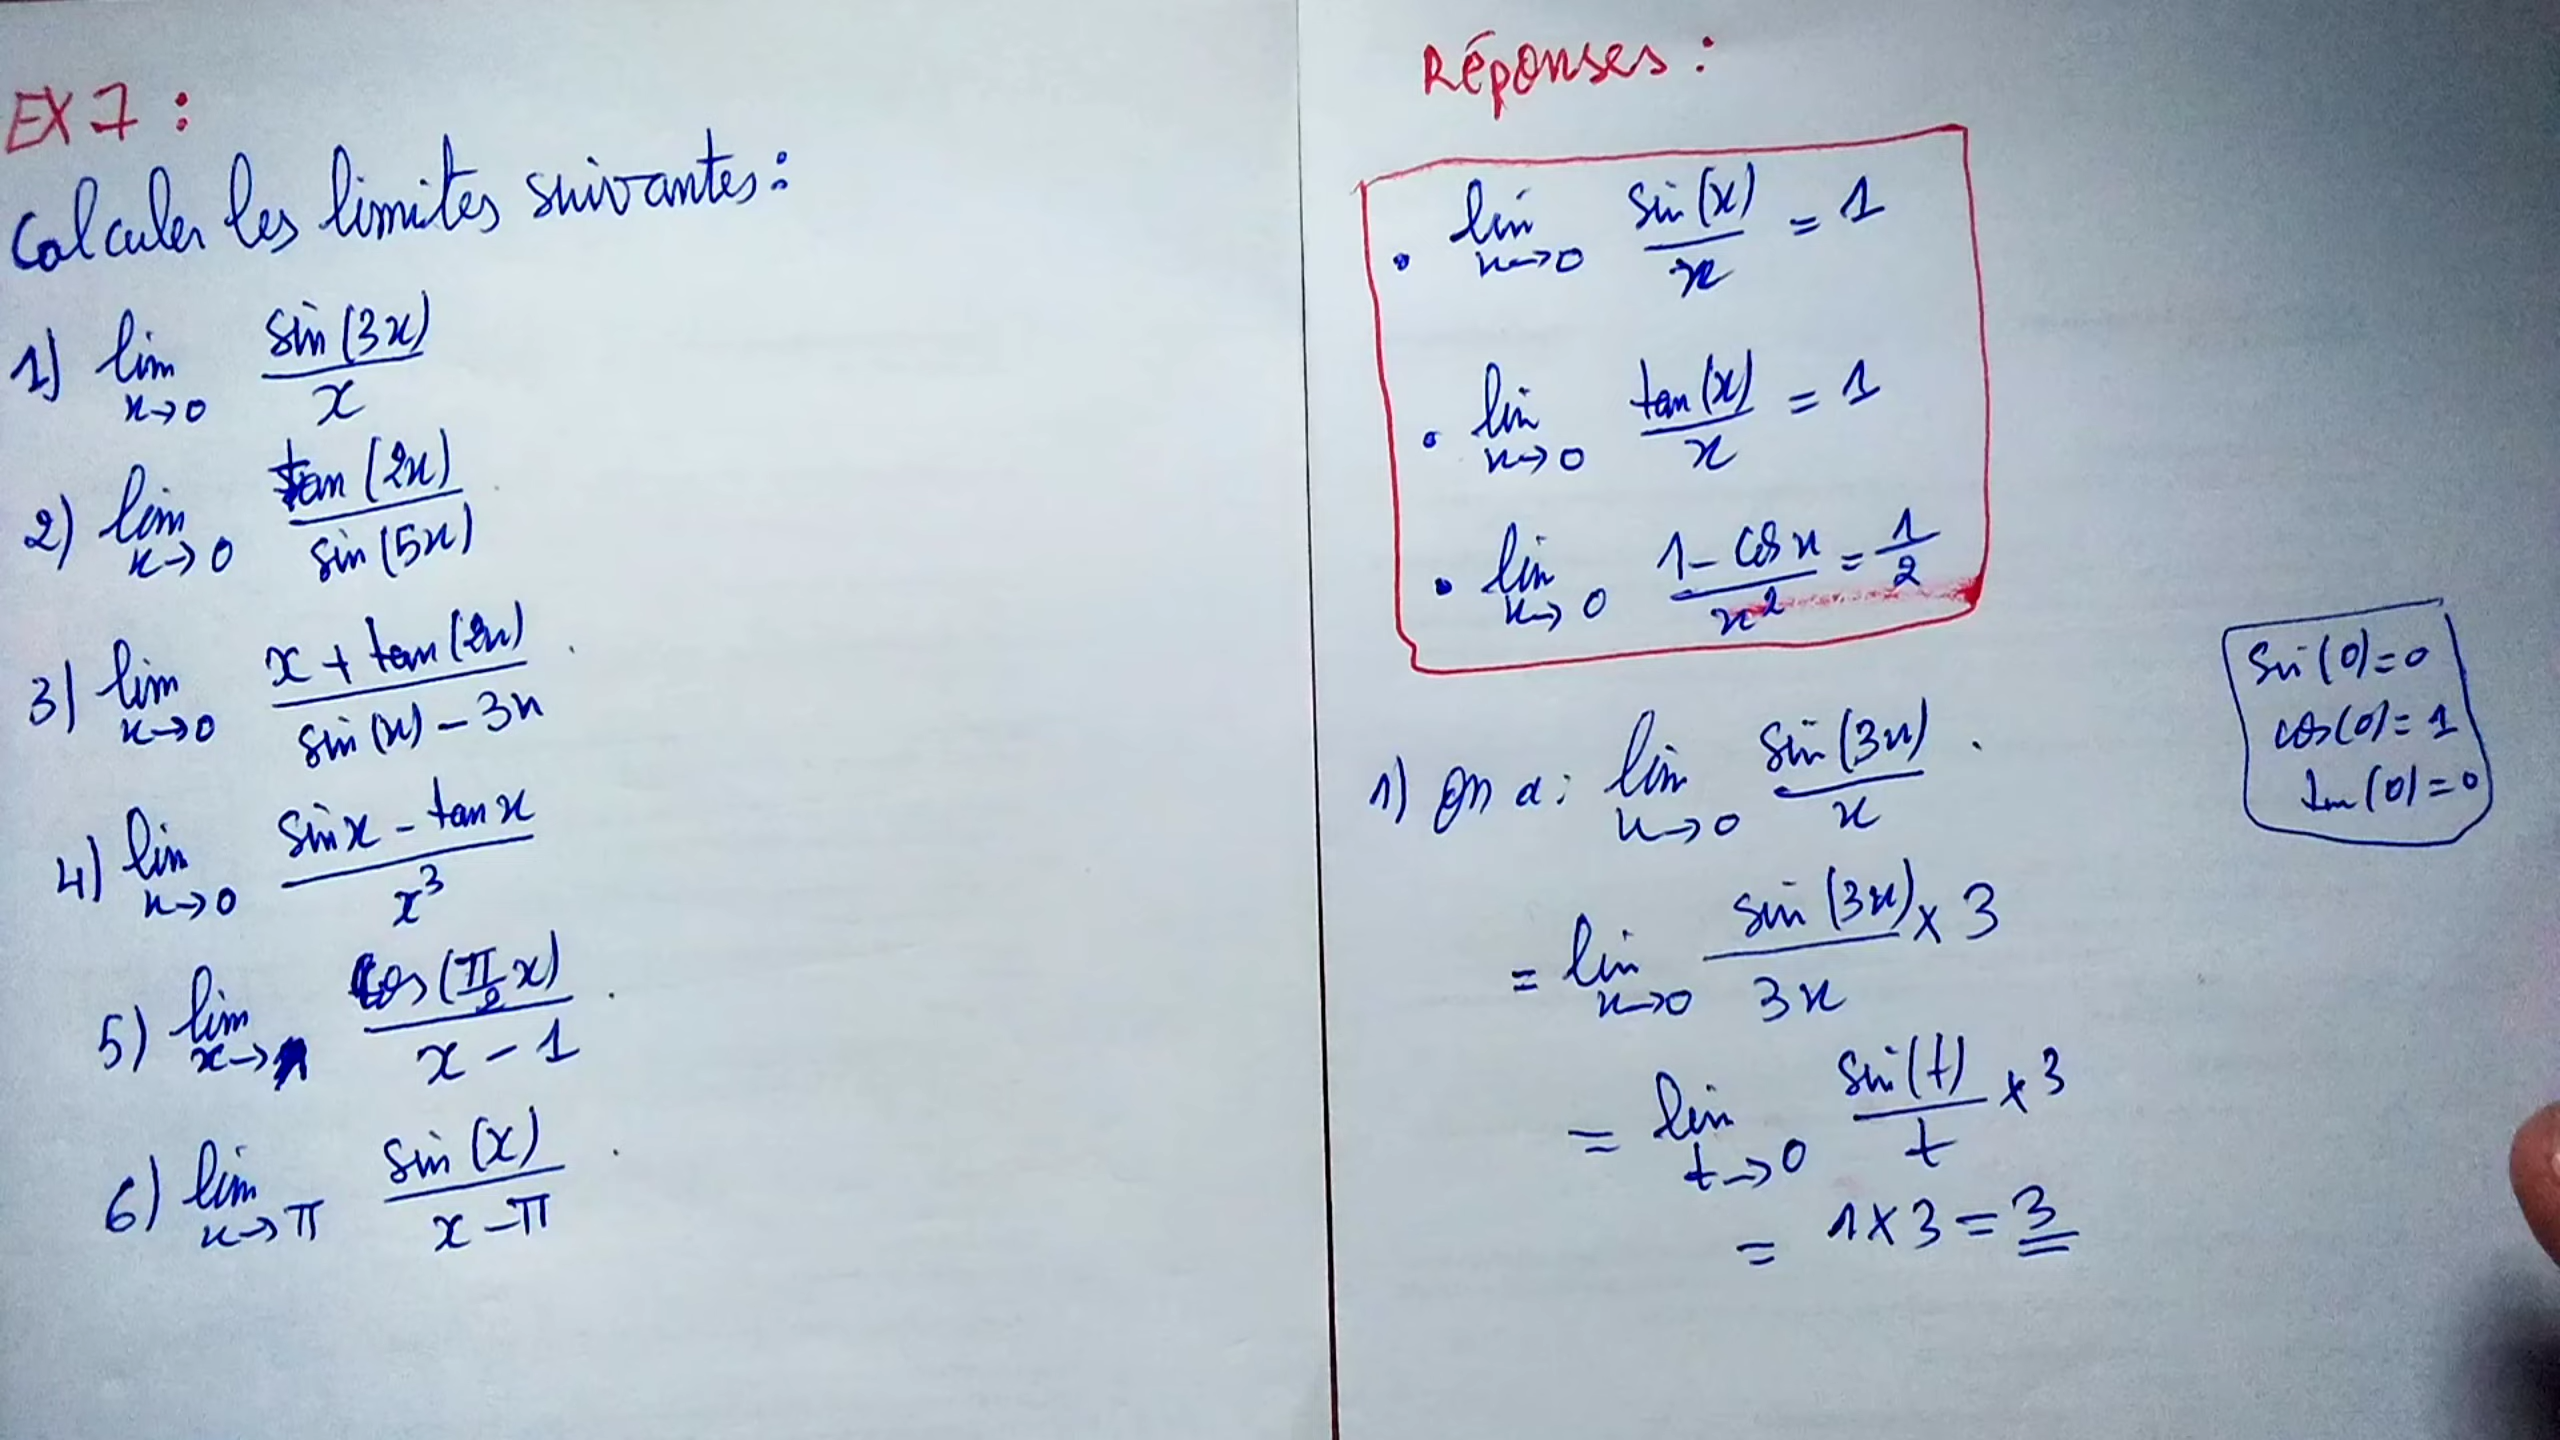 EX7 :
Calculer les limites suivantes :
1) lim x→0 sin(3x)/x
2) lim x→0 tan(2x)/sin(5x)
3) lim x→0 (x + tan(2x))/(sin(x) - 3x)
4) lim x→0 (sin x - tan x)/x³
5) lim x→1 cos(π/2 x)/(x - 1)
6) lim x→π sin(x)/(x - π)
Réponses :
• lim x→0 sin(x)/x = 1
• lim x→0 tan(x)/x = 1
• lim x→0 (1 - cos x)/x² = 1/2
sin(0) = 0
cos(0) = 1
tan(0) = 0
1) on a : lim x→0 sin(3x)/x
= lim x→0 sin(3x)/3x × 3
= lim t→0 sin(t)/t × 3
= 1 × 3 = 3